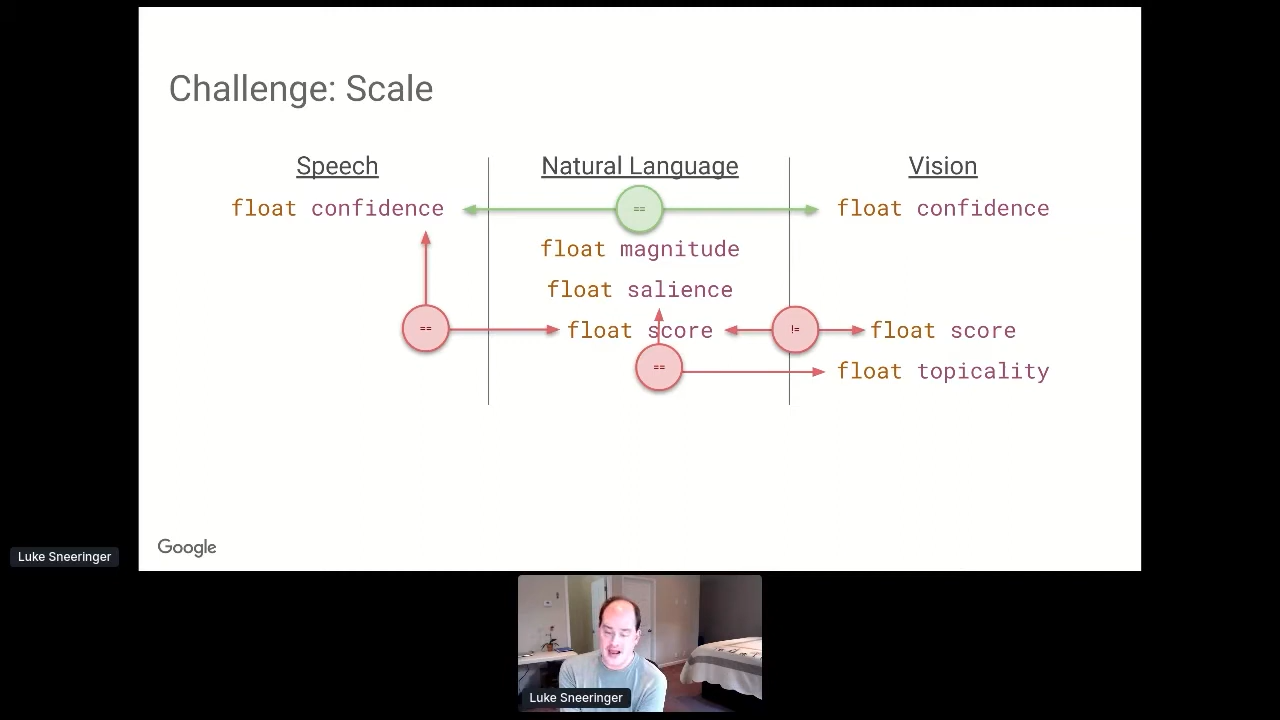 Challenge: Scale
Speech
Natural Language
Vision
float confidence
==
float confidence
float magnitude
float salience
==
float score
!=
float score
==
float topicality
Google
Luke Sneeringer
Luke Sneeringer